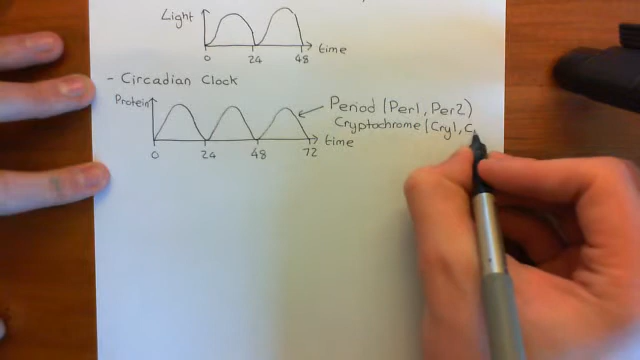 Light
time
0 24 48
- Circadian Clock
Protein
Period (Per1, Per2)
Cryptochrome (Cry1, C
time
0 24 48 72